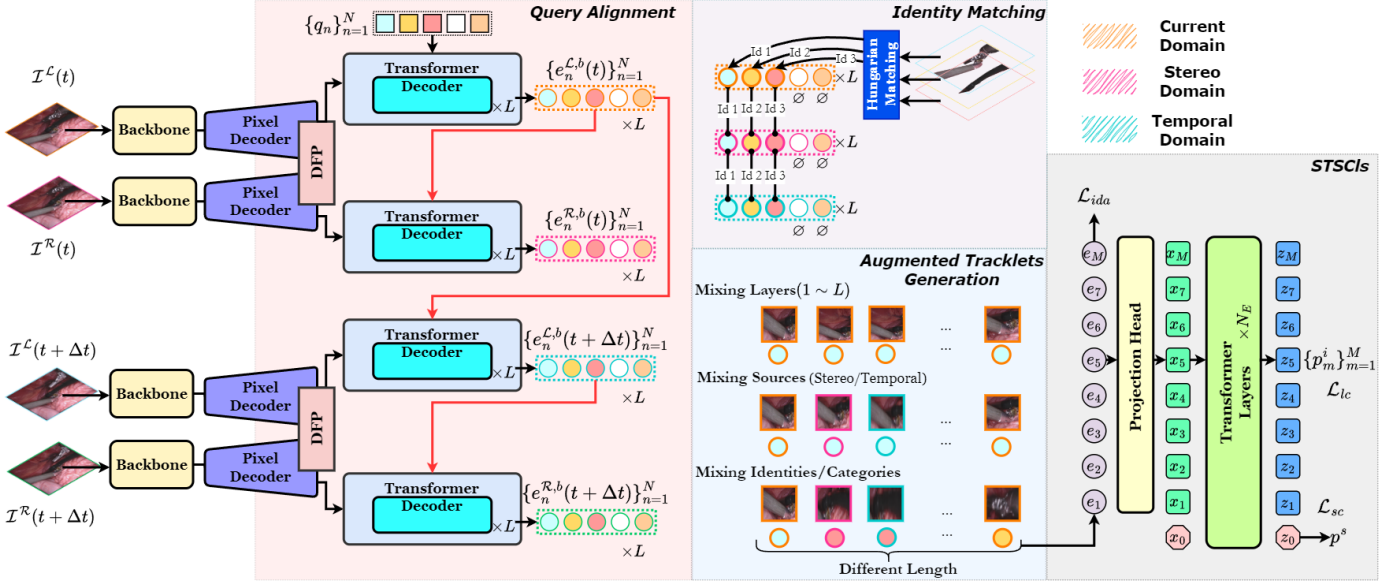 Query Alignment
{q_n}_{n=1}^N
I^L(t)
Backbone
Pixel
Decoder
DFP
Transformer
Decoder
×L
{e_n^{L,b}(t)}_{n=1}^N
×L
I^R(t)
Backbone
Pixel
Decoder
Transformer
Decoder
×L
{e_n^{R,b}(t)}_{n=1}^N
×L
I^L(t + Δt)
Backbone
Pixel
Decoder
DFP
Transformer
Decoder
×L
{e_n^{L,b}(t + Δt)}_{n=1}^N
×L
I^R(t + Δt)
Backbone
Pixel
Decoder
Transformer
Decoder
×L
{e_n^{R,b}(t + Δt)}_{n=1}^N
×L
Identity Matching
Id 1
Id 2
Id 3
Hungarian
Matching
×L
∅ ∅
Id 1 Id 2 Id 3
×L
∅ ∅
Id 1 Id 2 Id 3
×L
∅ ∅
Current
Domain
Stereo
Domain
Temporal
Domain
Augmented Tracklets
Generation
Mixing Layers(1 ∼ L)
...
...
Mixing Sources (Stereo/Temporal)
...
...
Mixing Identities/Categories
...
...
Different Length
STSCls
L_{ida}
e_M
e_7
e_6
e_5
e_4
e_3
e_2
e_1
Projection Head
x_M
x_7
x_6
x_5
x_4
x_3
x_2
x_1
x_0
Transformer
Layers
×N_E
z_M
z_7
z_6
z_5
z_4
z_3
z_2
z_1
z_0
{p_m^i}_{m=1}^M
L_{lc}
L_{sc}
p^s